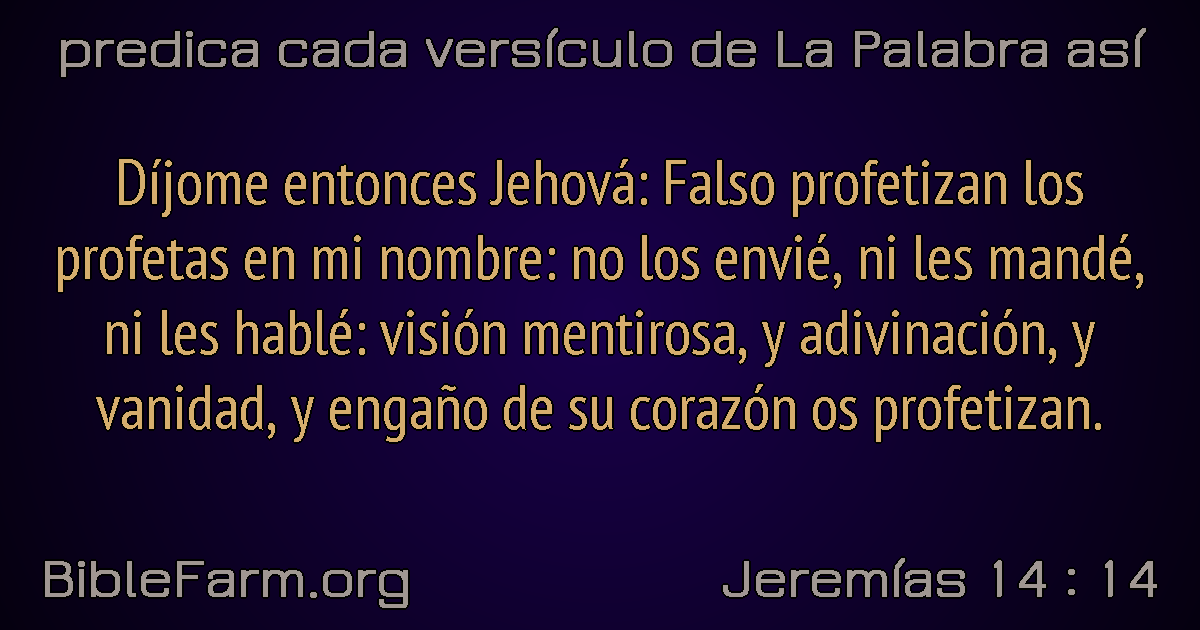 predica cada versículo de La Palabra así
Díjome entonces Jehová: Falso profetizan los
profetas en mi nombre: no los envié, ni les mandé,
ni les hablé: visión mentirosa, y adivinación, y
vanidad, y engaño de su corazón os profetizan.
BibleFarm.org
Jeremías 14 : 14